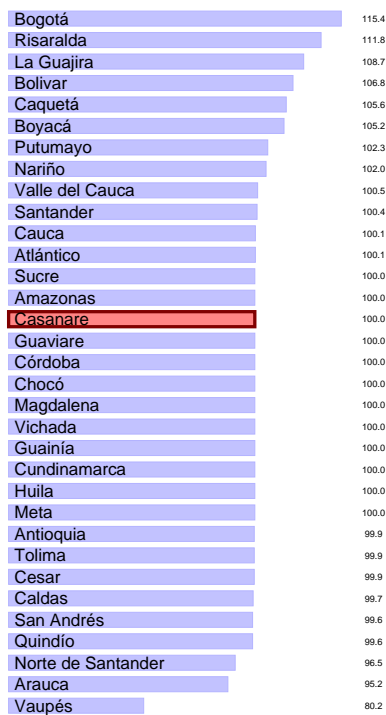 Bogotá 115.4
Risaralda 111.8
La Guajira 108.7
Bolivar 106.8
Caquetá 105.6
Boyacá 105.2
Putumayo 102.3
Nariño 102.0
Valle del Cauca 100.5
Santander 100.4
Cauca 100.1
Atlántico 100.1
Sucre 100.0
Amazonas 100.0
Casanare 100.0
Guaviare 100.0
Córdoba 100.0
Chocó 100.0
Magdalena 100.0
Vichada 100.0
Guainía 100.0
Cundinamarca 100.0
Huila 100.0
Meta 100.0
Antioquia 99.9
Tolima 99.9
Cesar 99.9
Caldas 99.7
San Andrés 99.6
Quindío 99.6
Norte de Santander 96.5
Arauca 95.2
Vaupés 80.2